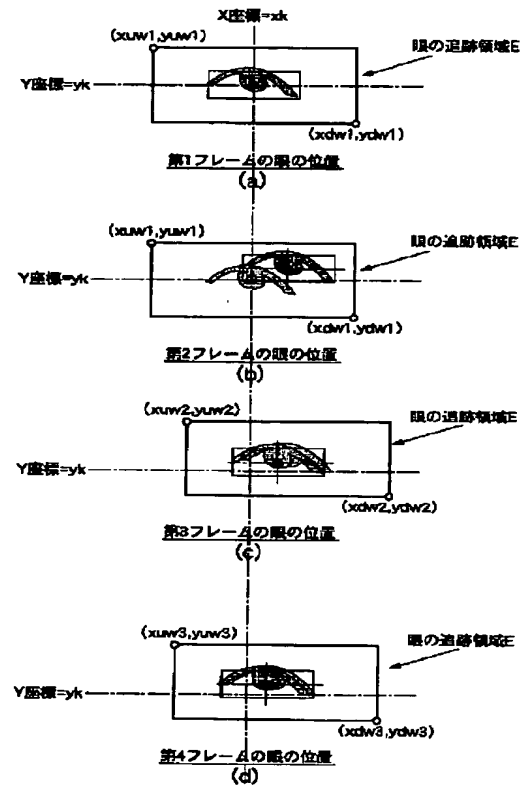 X座標=xk
(xuw1,yuw1)
眼の追跡領域E
Y座標=yk
(xdw1,ydw1)
第1フレームの眼の位置
(a)
(xuw1,yuw1)
眼の追跡領域E
Y座標=yk
(xdw1,ydw1)
第2フレームの眼の位置
(b)
(xuw2,yuw2)
眼の追跡領域E
Y座標=yk
(xdw2,ydw2)
第3フレームの眼の位置
(c)
(xuw3,yuw3)
眼の追跡領域E
Y座標=yk
(xdw3,ydw3)
第4フレームの眼の位置
(d)